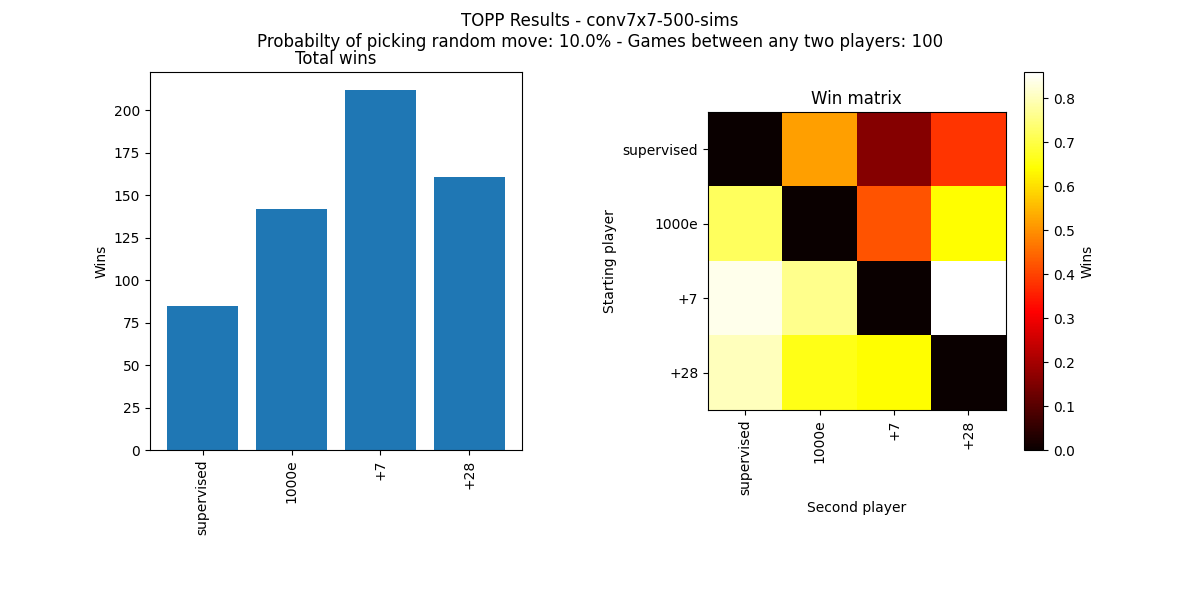 TOPP Results - conv7x7-500-sims
Probabilty of picking random move: 10.0% - Games between any two players: 100
Total wins
Wins
200
175
150
125
100
75
50
25
0
supervised
1000e
+7
+28
Win matrix
Starting player
supervised
1000e
+7
+28
supervised
1000e
+7
+28
Second player
0.8
0.7
0.6
0.5
0.4
0.3
0.2
0.1
0.0
Wins